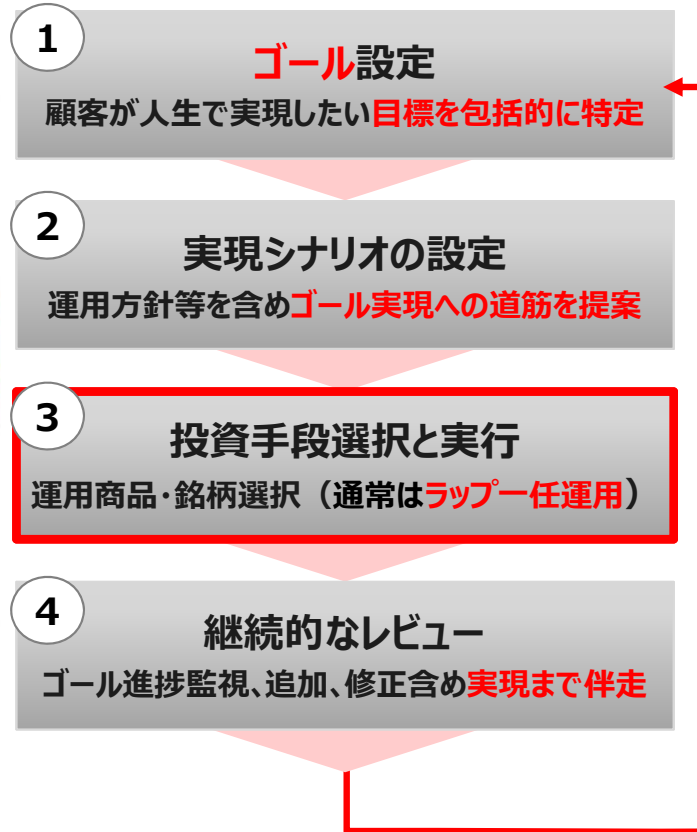 1
ゴール設定
顧客が人生で実現したい目標を包括的に特定
2
実現シナリオの設定
運用方針等を含めゴール実現への道筋を提案
3
投資手段選択と実行
運用商品・銘柄選択（通常はラップ一任運用）
4
継続的なレビュー
ゴール進捗監視、追加、修正含め実現まで伴走